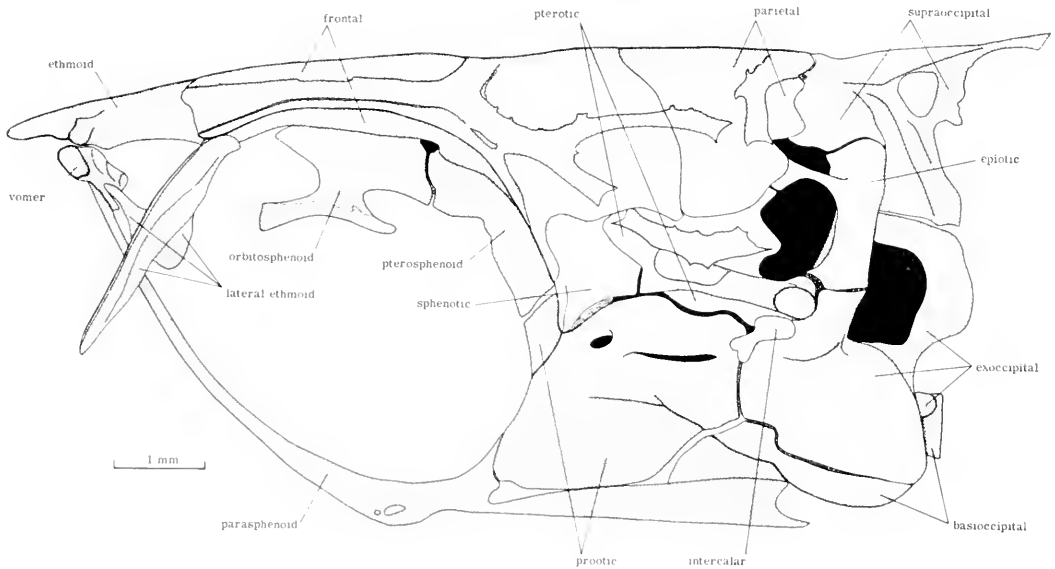 frontal
pterotic
parietal
supraoccipital
ethmoid
epiotic
vomer
orbitosphenoid
pterosphenoid
lateral ethmoid
sphenotic
exoccipital
1 mm
parasphenoid
basioccipital
prootic
intercalar